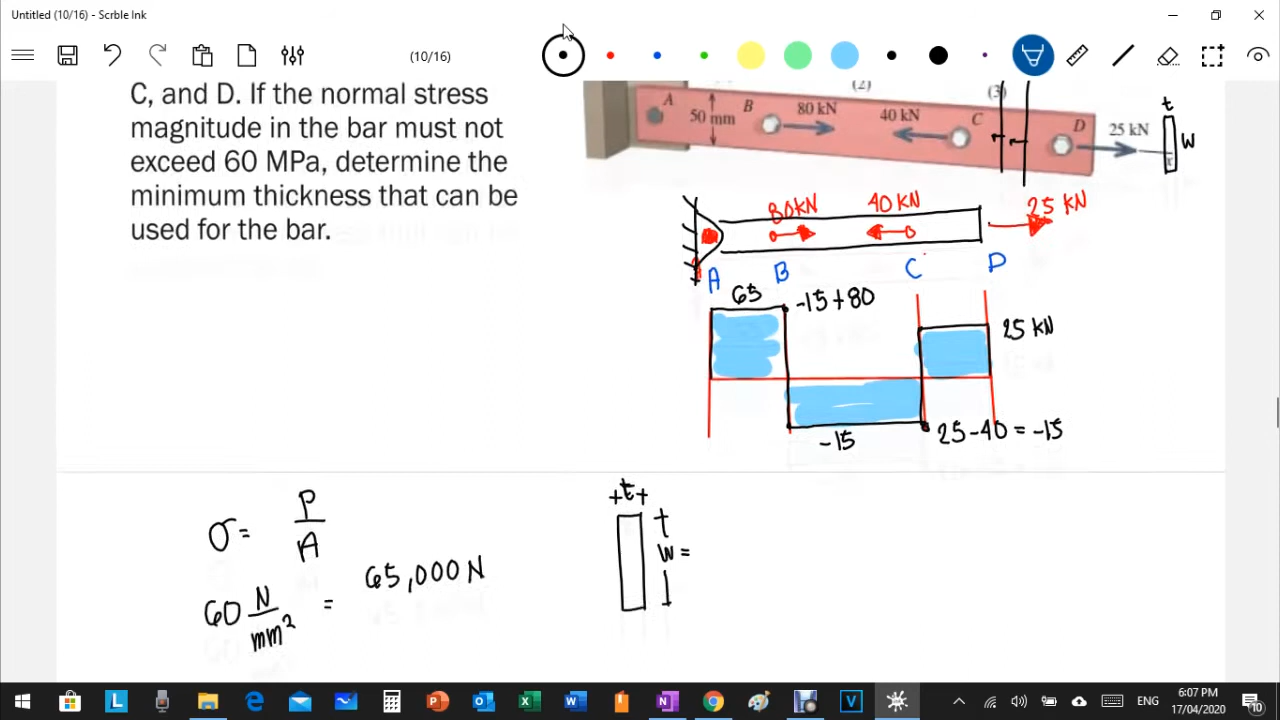 Untitled (10/16) - Scrble Ink
(10/16)
C, and D. If the normal stress
magnitude in the bar must not
exceed 60 MPa, determine the
minimum thickness that can be
used for the bar.
(2)
(3)
A
50 mm
B
80 kN
40 kN
C
D
25 kN
t
W
80KN
40 KN
25 KN
A
B
C
D
65
-15+80
25 KN
-15
25-40 = -15
σ = P/A
60 N/mm² = 65,000 N
+t+
t
W =
ENG
6:07 PM
17/04/2020
10